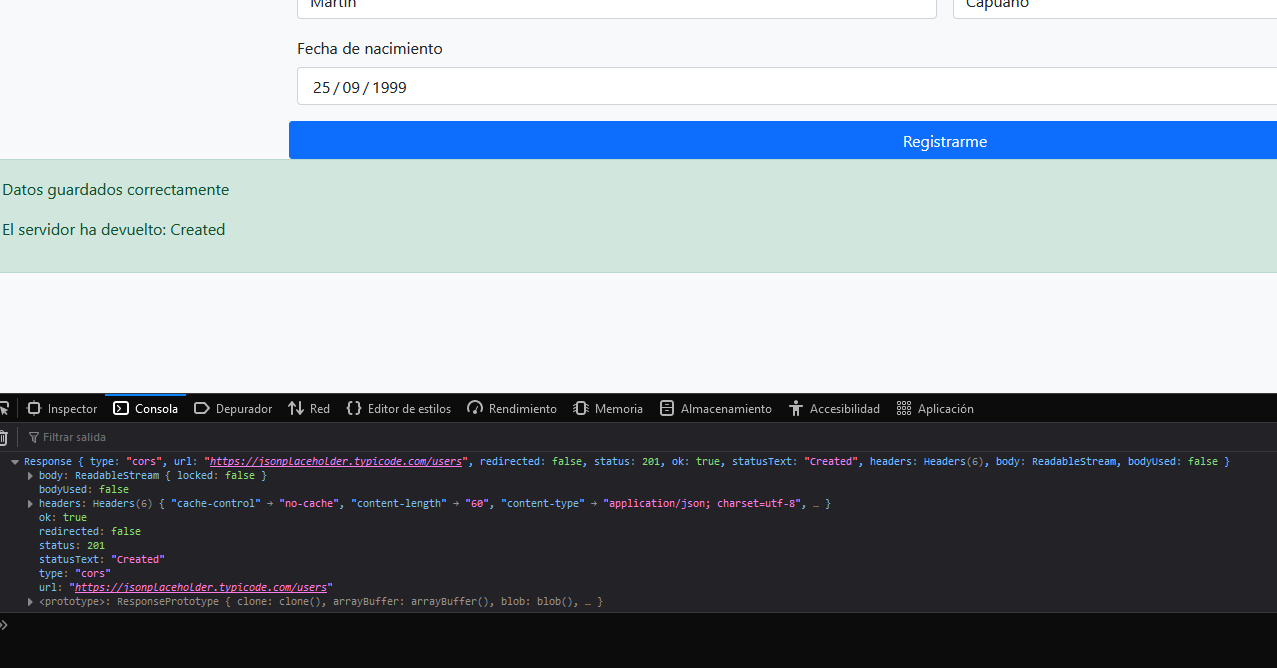 Martin Capuano
Fecha de nacimiento
25 / 09 / 1999
Registrarme
Datos guardados correctamente
El servidor ha devuelto: Created
Inspector Consola Depurador Red Editor de estilos Rendimiento Memoria Almacenamiento Accesibilidad Aplicación
Filtrar salida
Response { type: "cors", url: "https://jsonplaceholder.typicode.com/users", redirected: false, status: 201, ok: true, statusText: "Created", headers: Headers(6), body: ReadableStream, bodyUsed: false }
body: ReadableStream { locked: false }
bodyUsed: false
headers: Headers(6) { "cache-control" → "no-cache", "content-length" → "60", "content-type" → "application/json; charset=utf-8", … }
ok: true
redirected: false
status: 201
statusText: "Created"
type: "cors"
url: "https://jsonplaceholder.typicode.com/users"
<prototype>: ResponsePrototype { clone: clone(), arrayBuffer: arrayBuffer(), blob: blob(), … }